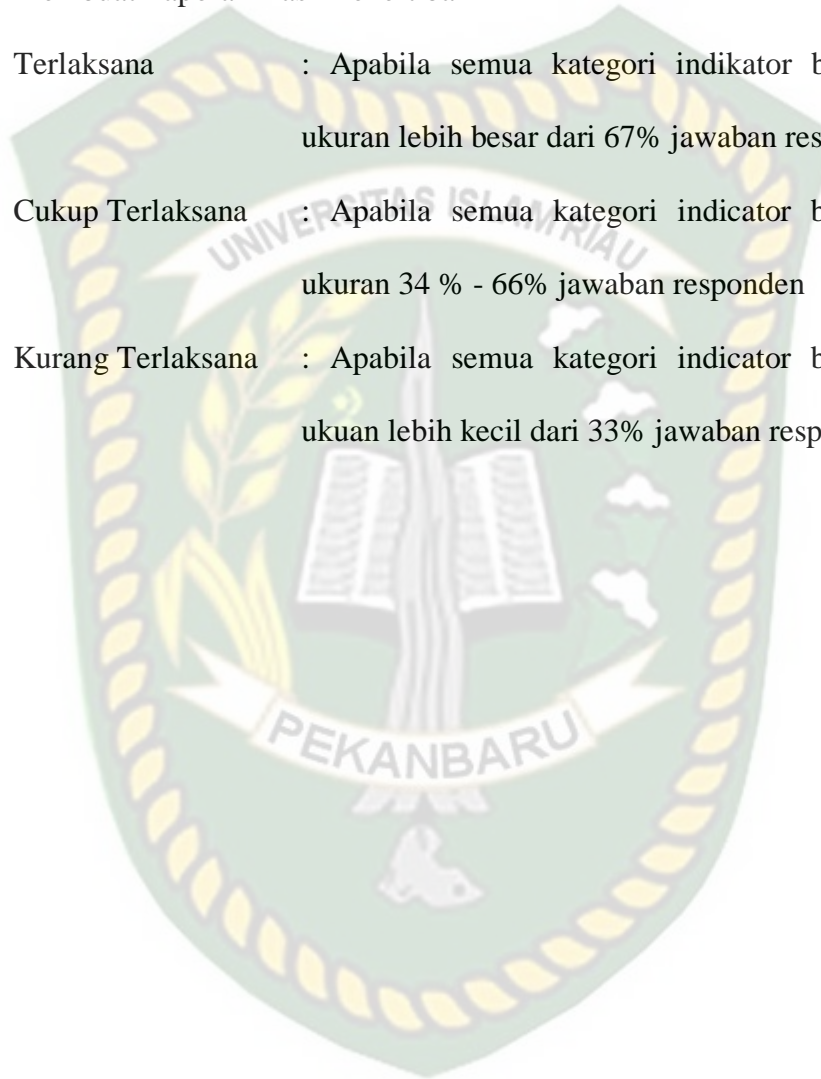 Terlaksana : Apabila semua kategori indikator b
ukuran lebih besar dari 67% jawaban res
Cukup Terlaksana : Apabila semua kategori indicator b
ukuran 34 % - 66% jawaban responden
Kurang Terlaksana : Apabila semua kategori indicator b
ukuan lebih kecil dari 33% jawaban resp
UNIVERSITAS ISLAM RIAU
PEKANBARU